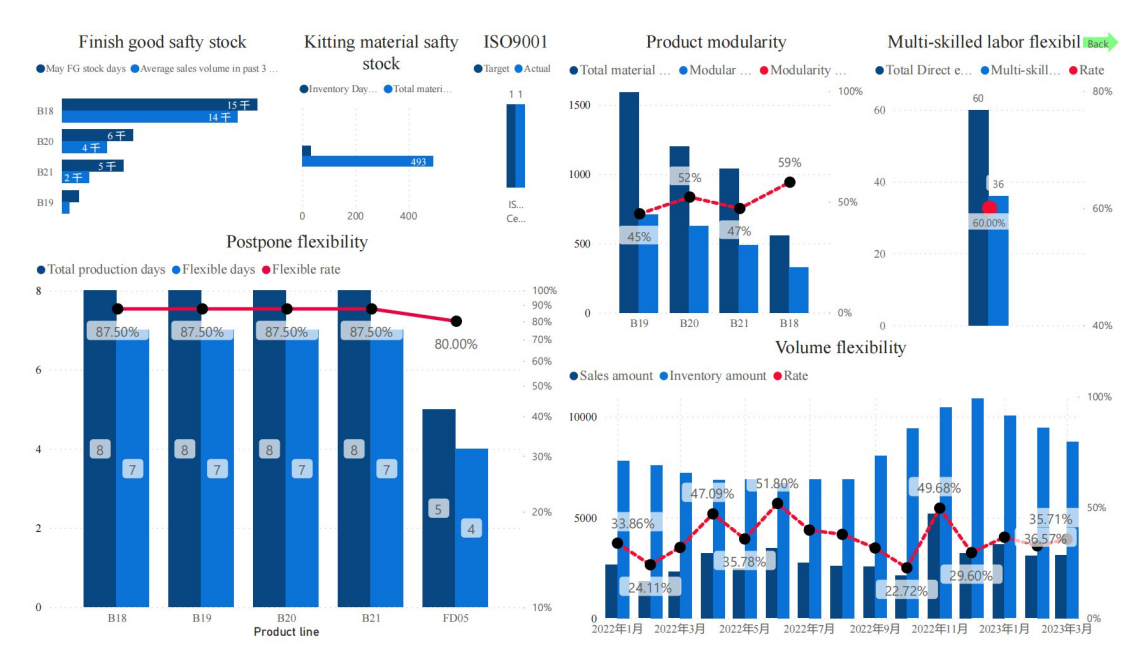 Finish good safty stock
May FG stock days Average sales volume in past 3 ...
B18
15 千
14 千
B20
6 千
4 千
B21
5 千
2 千
B19
Kitting material safty
stock
Inventory Day... Total materi...
493
0 200 400
ISO9001
Target Actual
1 1
IS...
Ce...
Product modularity
Total material ... Modular ... Modularity ...
1500
1000
500
0
100%
50%
0%
45%
52%
47%
59%
B19 B20 B21 B18
Multi-skilled labor flexibil
Back
Total Direct e... Multi-skill... Rate
60
40
20
0
80%
60%
40%
60
36
60.00%
Postpone flexibility
Total production days Flexible days Flexible rate
8
6
4
2
0
100%
90%
80%
70%
60%
50%
40%
30%
20%
10%
87.50% 87.50% 87.50% 87.50% 80.00%
8 7 8 7 8 7 8 7 5 4
B18 B19 B20 B21 FD05
Product line
Volume flexibility
Sales amount Inventory amount Rate
10000
5000
0
100%
50%
0%
33.86%
24.11%
47.09%
35.78%
51.80%
22.72%
49.68%
29.60%
36.57%
35.71%
2022年1月 2022年3月 2022年5月 2022年7月 2022年9月 2022年11月 2023年1月 2023年3月